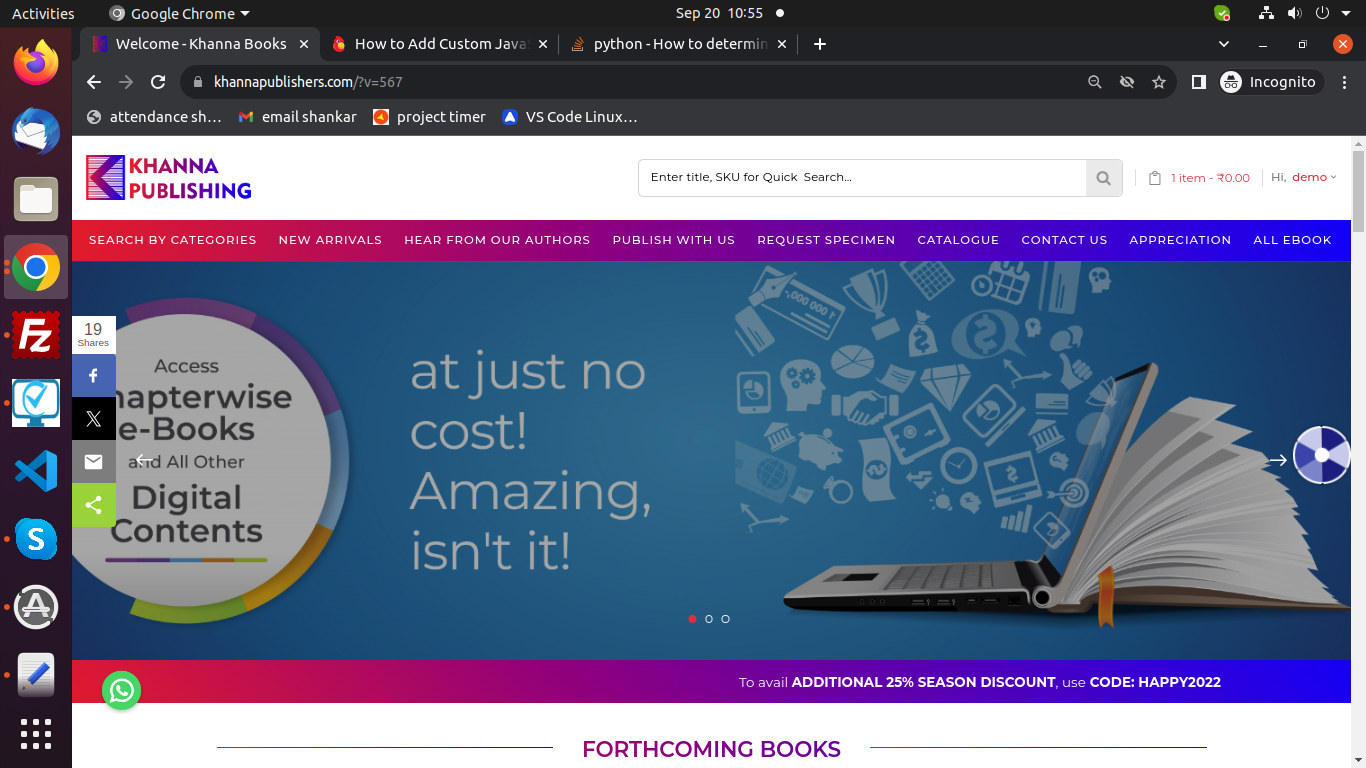 Activities
Google Chrome
Sep 20 10:55
Welcome - Khanna Books
How to Add Custom Java
python - How to determin
khannapublishers.com/?v=567
Incognito
attendance sh…
email shankar
project timer
VS Code Linux…
KHANNA
PUBLISHING
Enter title, SKU for Quick Search...
1 item - ₹0.00
Hi, demo
SEARCH BY CATEGORIES
NEW ARRIVALS
HEAR FROM OUR AUTHORS
PUBLISH WITH US
REQUEST SPECIMEN
CATALOGUE
CONTACT US
APPRECIATION
ALL EBOOK
19
Shares
Access
hapterwise
e-Books
and All Other
Digital
Contents
at just no
cost!
Amazing,
isn't it!
To avail ADDITIONAL 25% SEASON DISCOUNT, use CODE: HAPPY2022
FORTHCOMING BOOKS